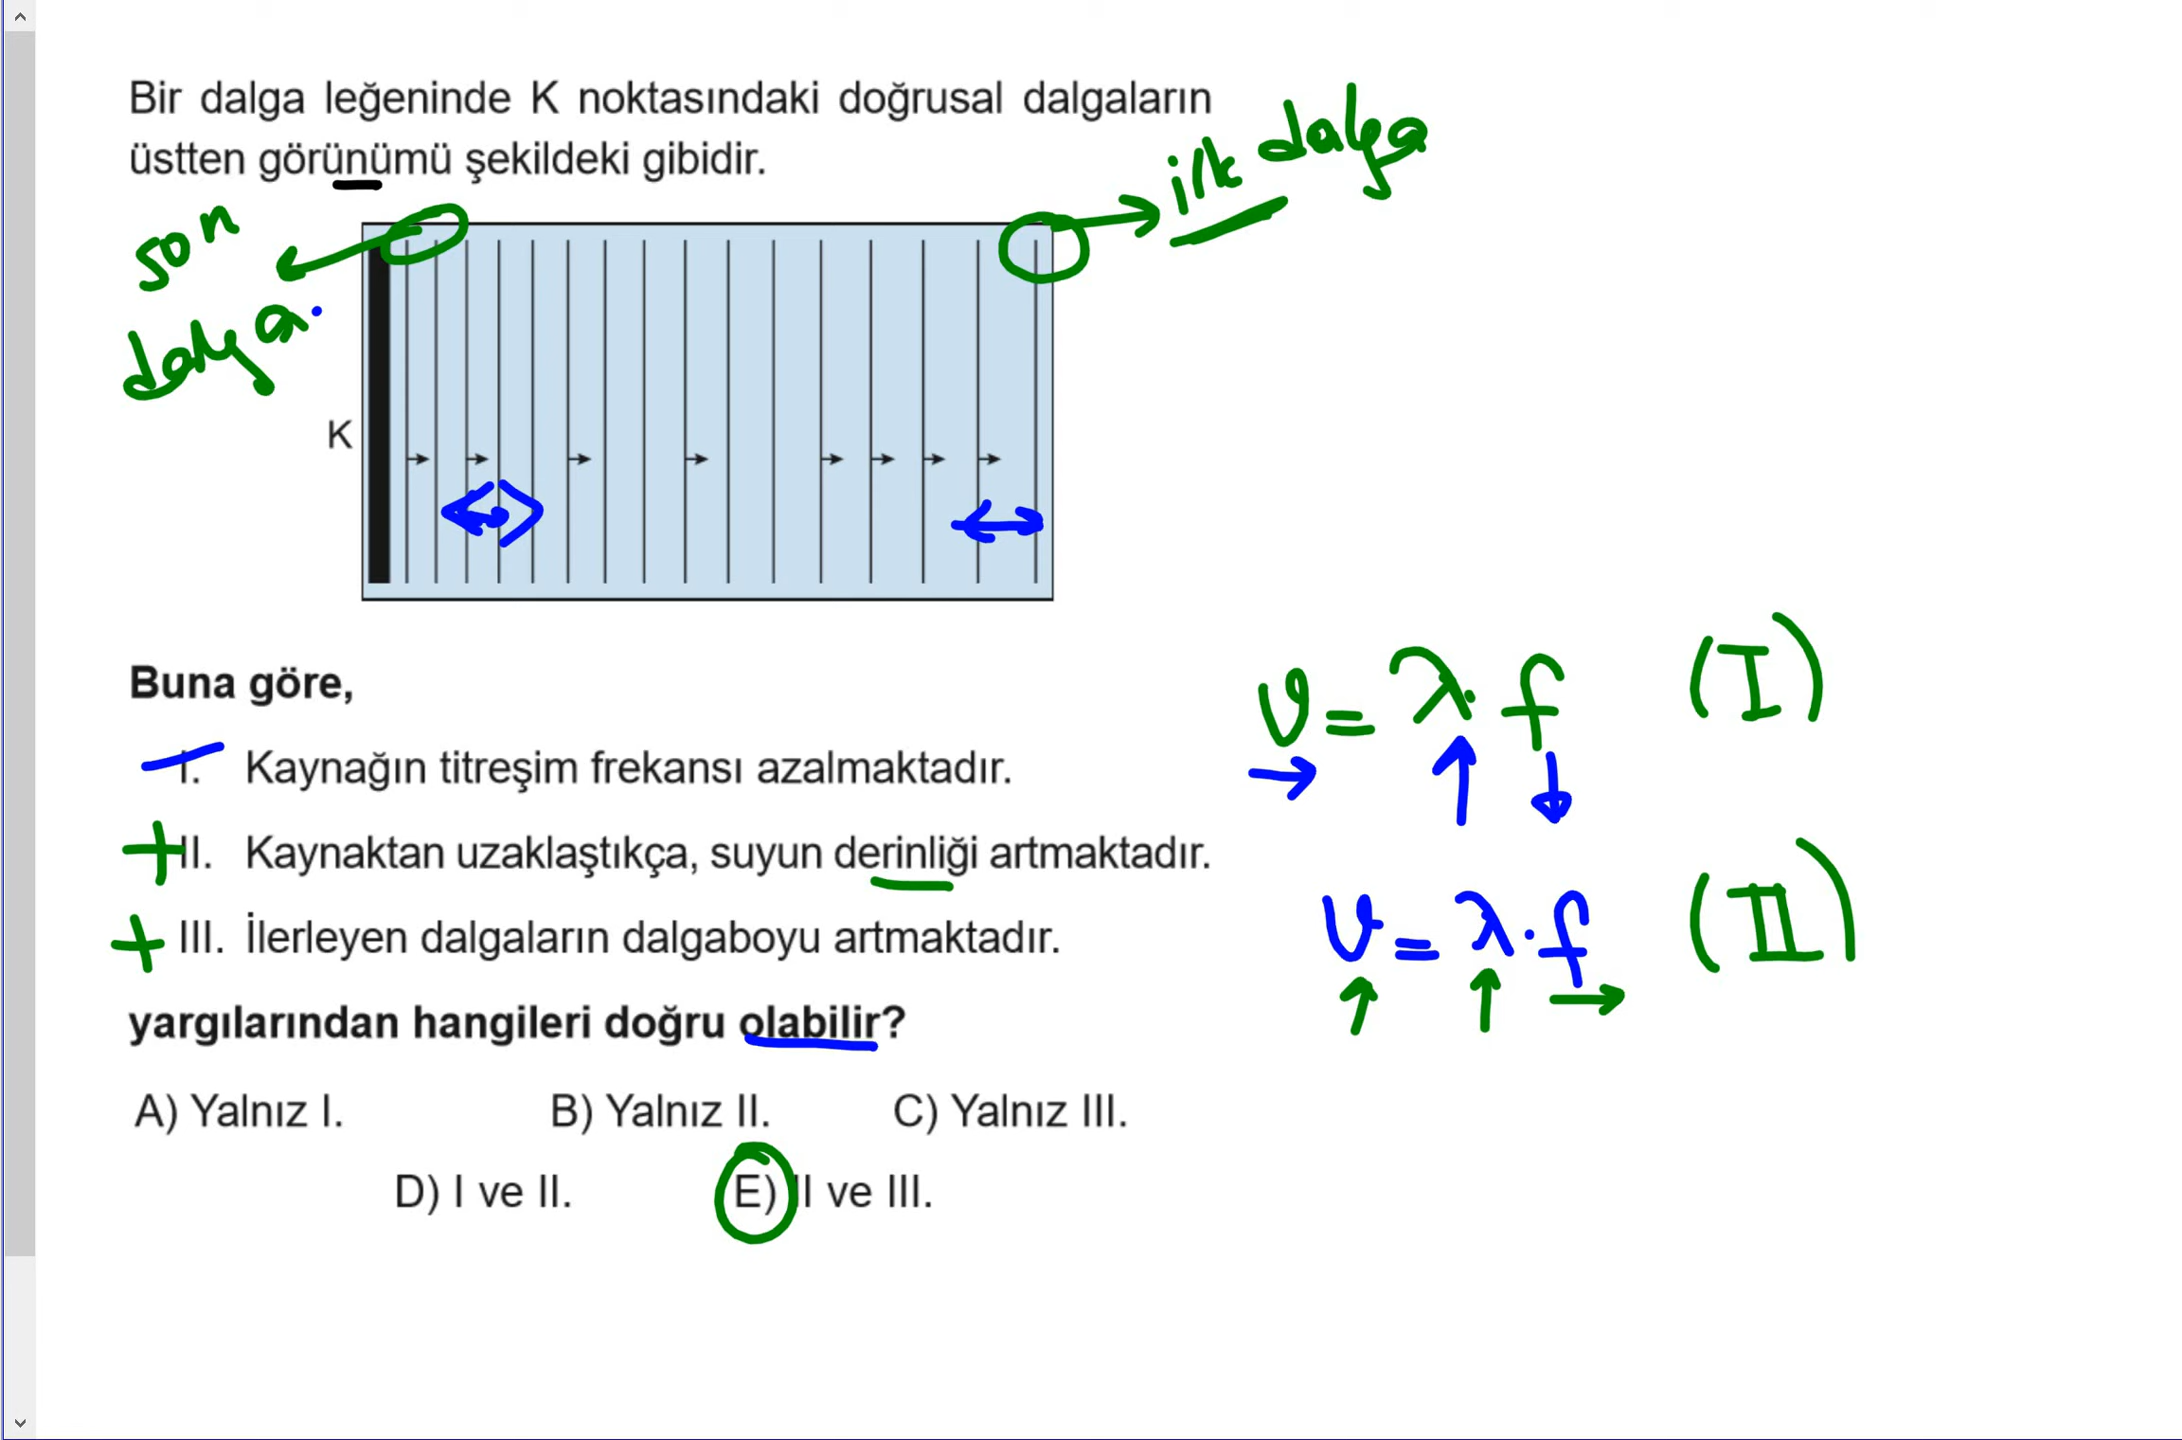 Bir dalga leğeninde K noktasındaki doğrusal dalgaların
üstten görünümü şekildeki gibidir.
ilk dalga
son
dalga
K
Buna göre,
I. Kaynağın titreşim frekansı azalmaktadır.
II. Kaynaktan uzaklaştıkça, suyun derinliği artmaktadır.
III. İlerleyen dalgaların dalgaboyu artmaktadır.
yargılarından hangileri doğru olabilir?
A) Yalnız I.
B) Yalnız II.
C) Yalnız III.
D) I ve II.
E) II ve III.
v = λ. f (I)
v = λ. f (II)